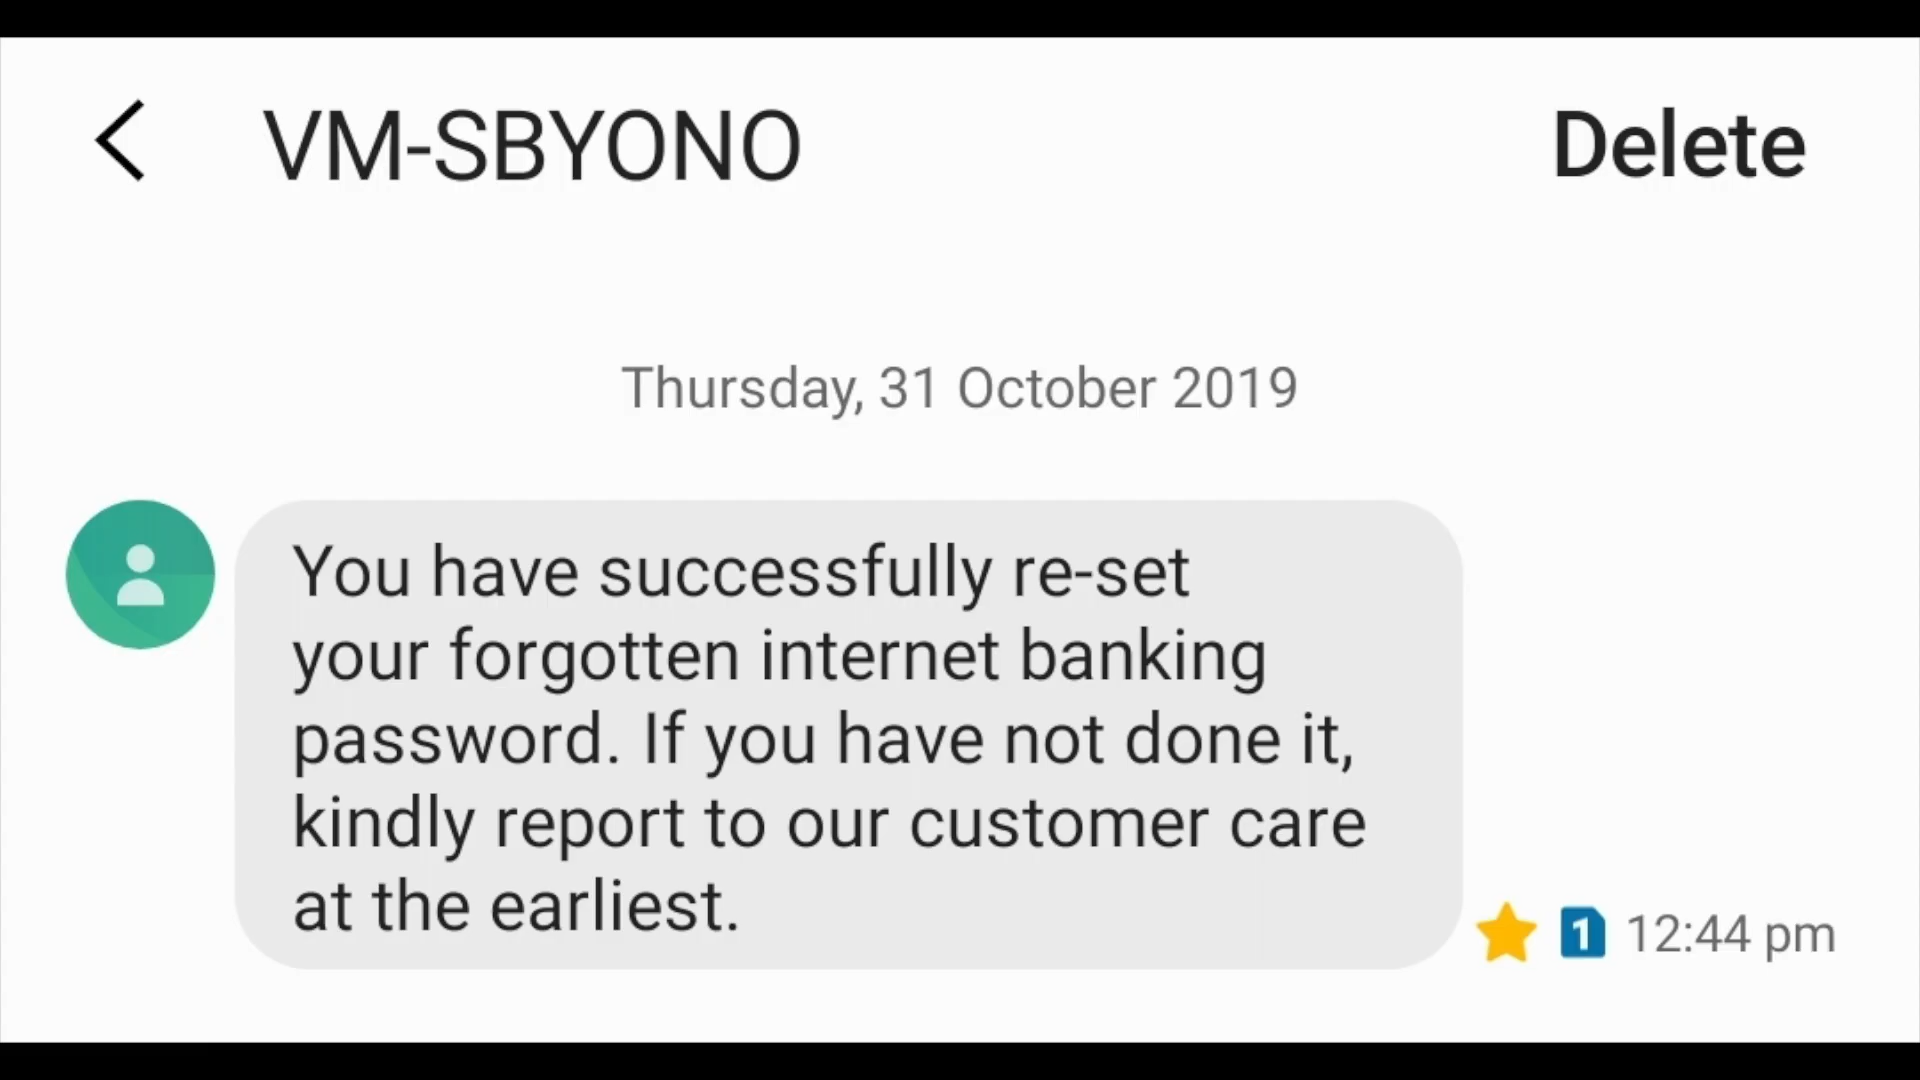 VM-SBYONO
Delete
Thursday, 31 October 2019
You have successfully re-set
your forgotten internet banking
password. If you have not done it,
kindly report to our customer care
at the earliest.
1 12:44 pm